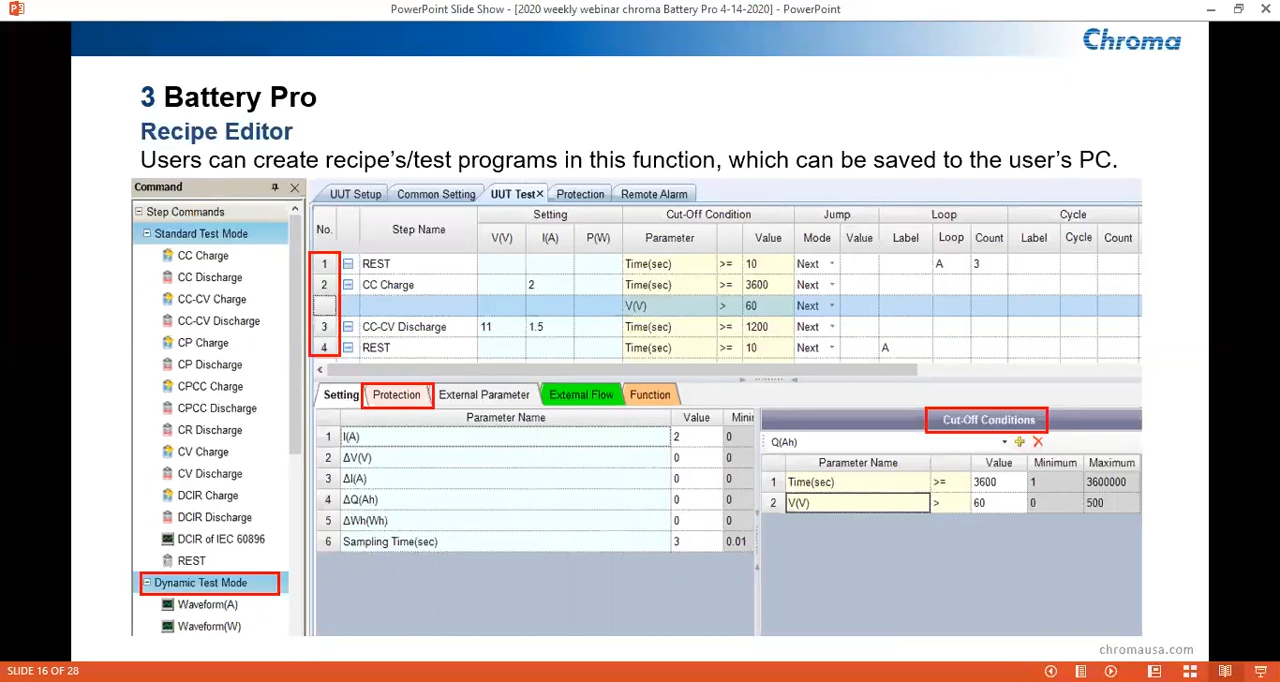 PowerPoint Slide Show - [2020 weekly webinar chroma Battery Pro 4-14-2020] - PowerPoint
Chroma
3 Battery Pro
Recipe Editor
Users can create recipe's/test programs in this function, which can be saved to the user's PC.
Command
Step Commands
Standard Test Mode
CC Charge
CC Discharge
CC-CV Charge
CC-CV Discharge
CP Charge
CP Discharge
CPCC Charge
CPCC Discharge
CR Discharge
CV Charge
CV Discharge
DCIR Charge
DCIR Discharge
DCIR of IEC 60896
REST
Dynamic Test Mode
Waveform(A)
Waveform(W)
UUT Setup Common Setting UUT Test× Protection Remote Alarm
No. Step Name Setting Cut-Off Condition Jump Loop Cycle
V(V) I(A) P(W) Parameter Value Mode Value Label Loop Count Label Cycle Count
1 REST Time(sec) >= 10 Next A 3
2 CC Charge 2 Time(sec) >= 3600 Next
V(V) > 60 Next
3 CC-CV Discharge 11 1.5 Time(sec) >= 1200 Next
4 REST Time(sec) >= 10 Next A
Setting Protection External Parameter External Flow Function
Parameter Name Value Mini
1 I(A) 2 0
2 ΔV(V) 0 0
3 ΔI(A) 0 0
4 ΔQ(Ah) 0 0
5 ΔWh(Wh) 0 0
6 Sampling Time(sec) 3 0.01
Cut-Off Conditions
Q(Ah)
Parameter Name Value Minimum Maximum
1 Time(sec) >= 3600 1 3600000
2 V(V) > 60 0 500
chromausa.com
SLIDE 16 OF 28